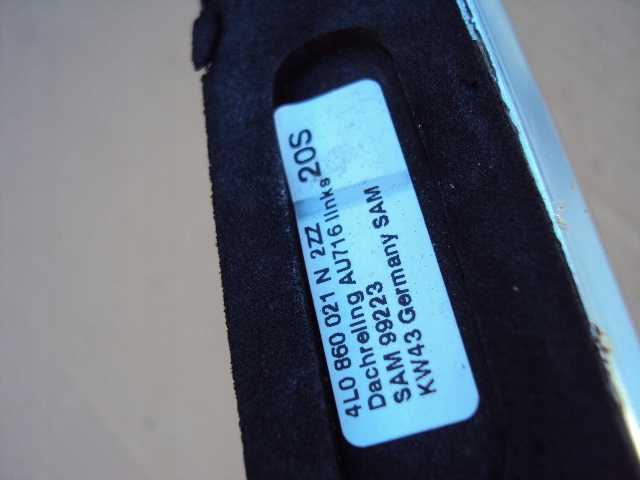 4L0 860 021 N 2ZZ 20S
Dachreling AU716 links
SAM 99223
KW43 Germany SAM